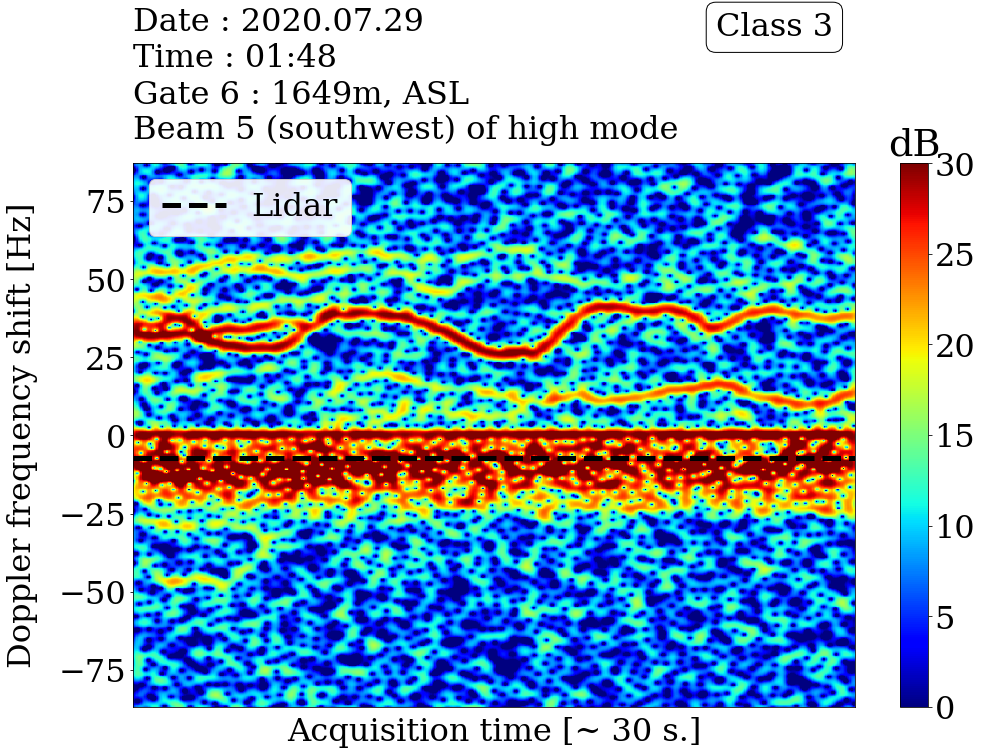 Date : 2020.07.29
Time : 01:48
Gate 6 : 1649m, ASL
Beam 5 (southwest) of high mode
Class 3
dB
Lidar
Doppler frequency shift [Hz]
75
50
25
0
−25
−50
−75
30
25
20
15
10
5
0
Acquisition time [~ 30 s.]